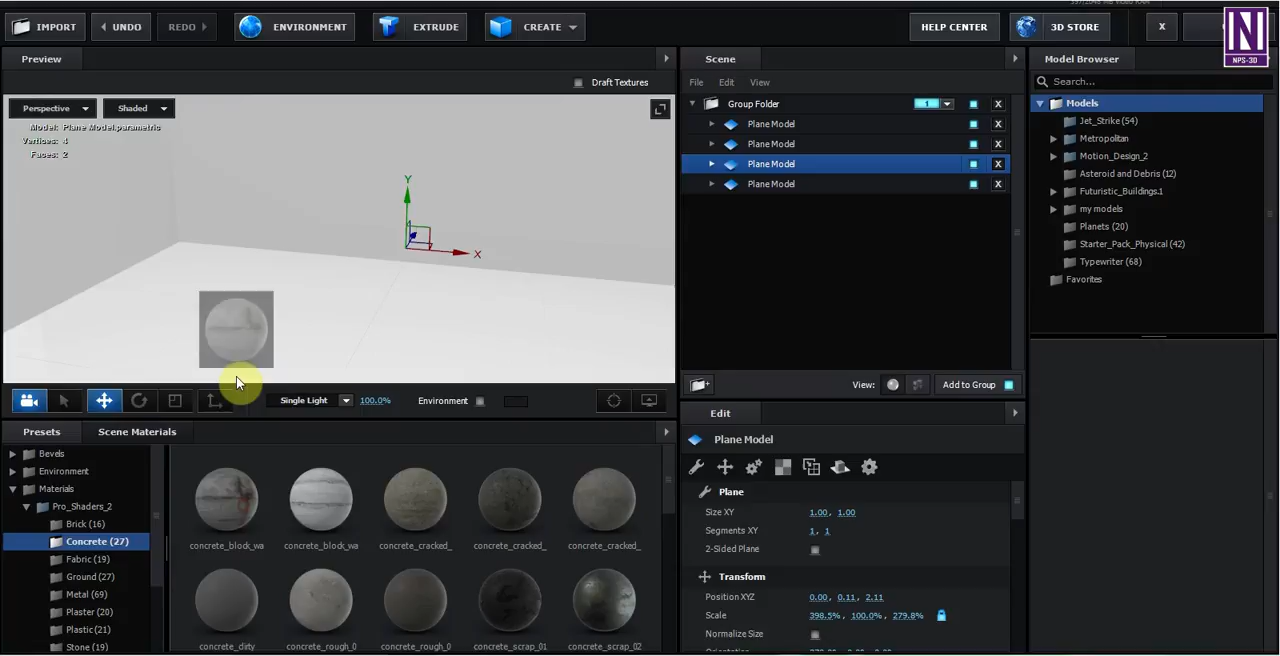 IMPORT
UNDO
REDO
ENVIRONMENT
EXTRUDE
CREATE
HELP CENTER
3D STORE
X
NPS-3D
Preview
Scene
Model Browser
Draft Textures
File Edit View
Search...
Perspective
Shaded
Model: Plane Model.parametric
Vertices: 4
Faces: 2
Y
X
Group Folder
1
X
Plane Model
X
Plane Model
X
Plane Model
X
Plane Model
X
Models
Jet_Strike (54)
Metropolitan
Motion_Design_2
Asteroid and Debris (12)
Futuristic_Buildings.1
my models
Planets (20)
Starter_Pack_Physical (42)
Typewriter (68)
Favorites
Single Light
100.0%
Environment
View:
Add to Group
Presets
Scene Materials
Bevels
Environment
Materials
Pro_Shaders_2
Brick (16)
Concrete (27)
Fabric (19)
Ground (27)
Metal (69)
Plaster (20)
Plastic (21)
Stone (19)
concrete_block_wa
concrete_block_wa
concrete_cracked_
concrete_cracked_
concrete_cracked_
concrete_dirty
concrete_rough_0
concrete_rough_0
concrete_scrap_01
concrete_scrap_02
Edit
Plane Model
Plane
Size XY 1.00, 1.00
Segments XY 1, 1
2-Sided Plane
Transform
Position XYZ 0.00, 0.11, 2.11
Scale 398.5%, 100.0%, 279.8%
Normalize Size